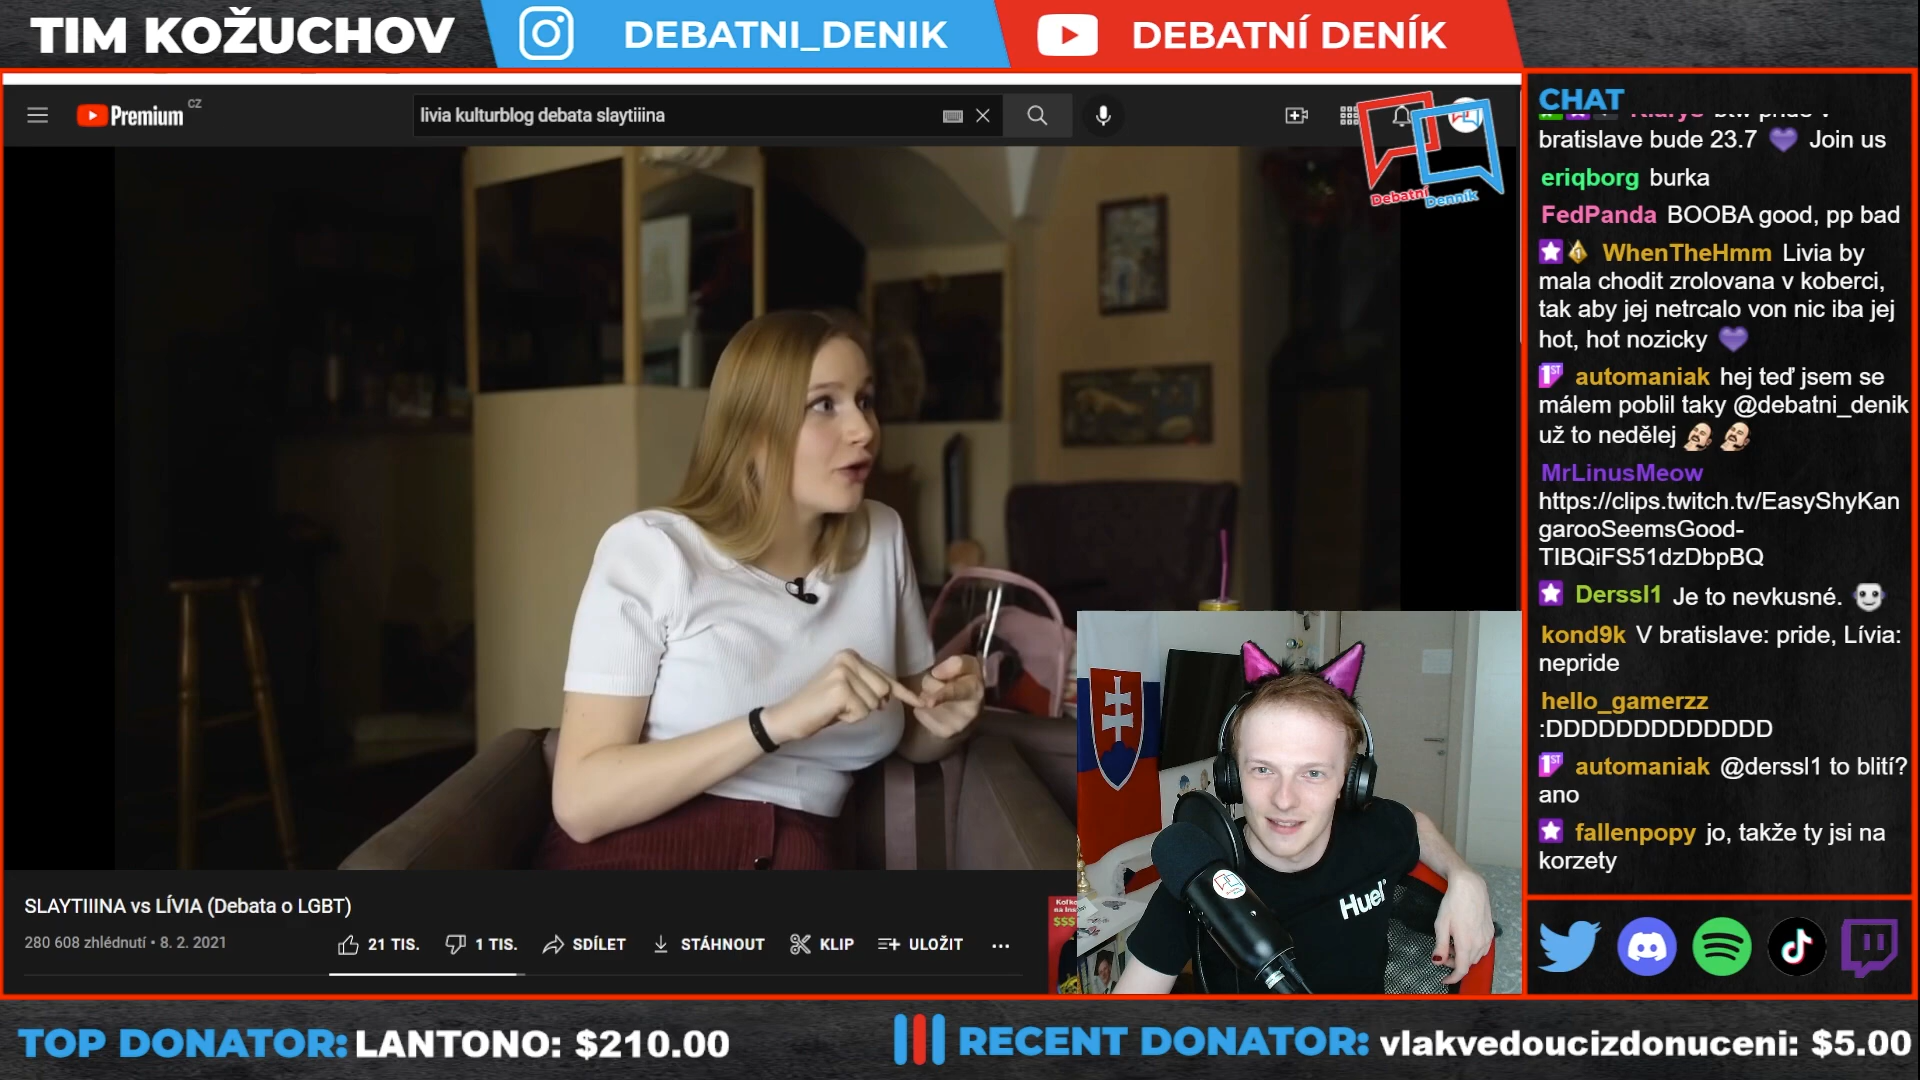 TIM KOŽUCHOV
DEBATNI_DENIK
DEBATNÍ DENÍK
Premium CZ
livia kulturblog debata slaytiiina
Debatní
Denník
CHAT
bratislave bude 23.7 Join us
eriqborg burka
FedPanda BOOBA good, pp bad
WhenTheHmm Livia by
mala chodit zrolovana v koberci,
tak aby jej netrcalo von nic iba jej
hot, hot nozicky
automaniak hej teď jsem se
málem poblil taky @debatni_denik
už to nedělej
MrLinusMeow
https://clips.twitch.tv/EasyShyKan
garooSeemsGood-
TIBQiFS51dzDbpBQ
Derssl1 Je to nevkusné.
kond9k V bratislave: pride, Lívia:
nepride
hello_gamerzz
:DDDDDDDDDDDDD
automaniak @derssl1 to blití?
ano
fallenpopy jo, takže ty jsi na
korzety
Huel
SLAYTIIINA vs LÍVIA (Debata o LGBT)
280 608 zhlédnutí • 8. 2. 2021
21 TIS.
1 TIS.
SDÍLET
STÁHNOUT
KLIP
ULOŽIT
$$$
TOP DONATOR: LANTONO: $210.00
RECENT DONATOR: vlakvedoucizdonuceni: $5.00